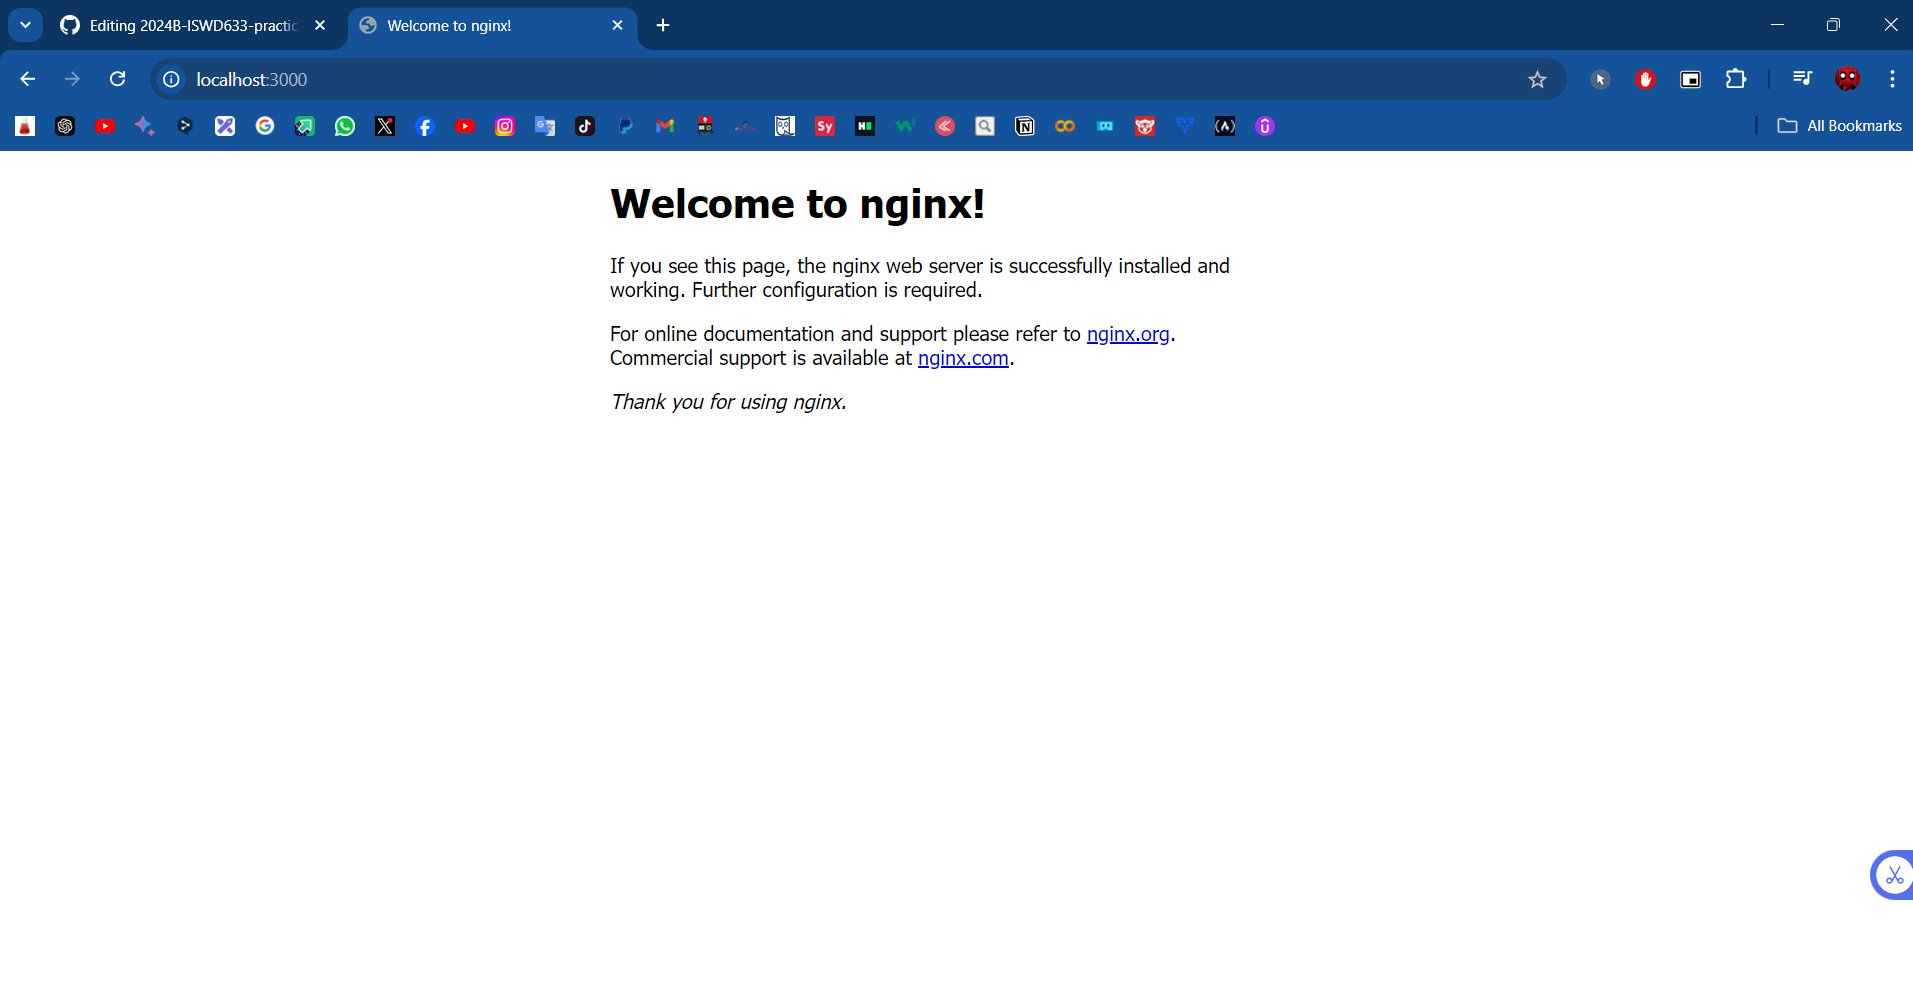 Editing 2024B-ISWD633-practic
Welcome to nginx!
localhost:3000
Sy
All Bookmarks
Welcome to nginx!
If you see this page, the nginx web server is successfully installed and
working. Further configuration is required.
For online documentation and support please refer to nginx.org.
Commercial support is available at nginx.com.
Thank you for using nginx.